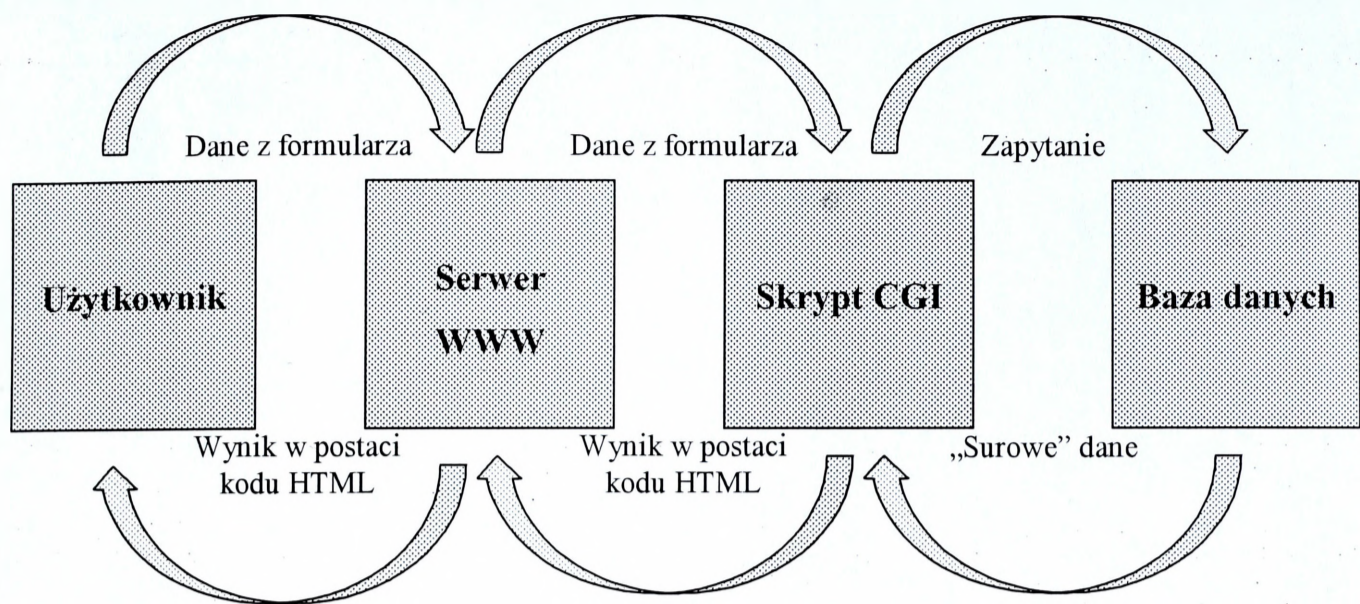 Dane z formularza
Dane z formularza
Zapytanie
Użytkownik
Serwer
WWW
Skrypt CGI
Baza danych
Wynik w postaci
kodu HTML
Wynik w postaci
kodu HTML
„Surowe” dane